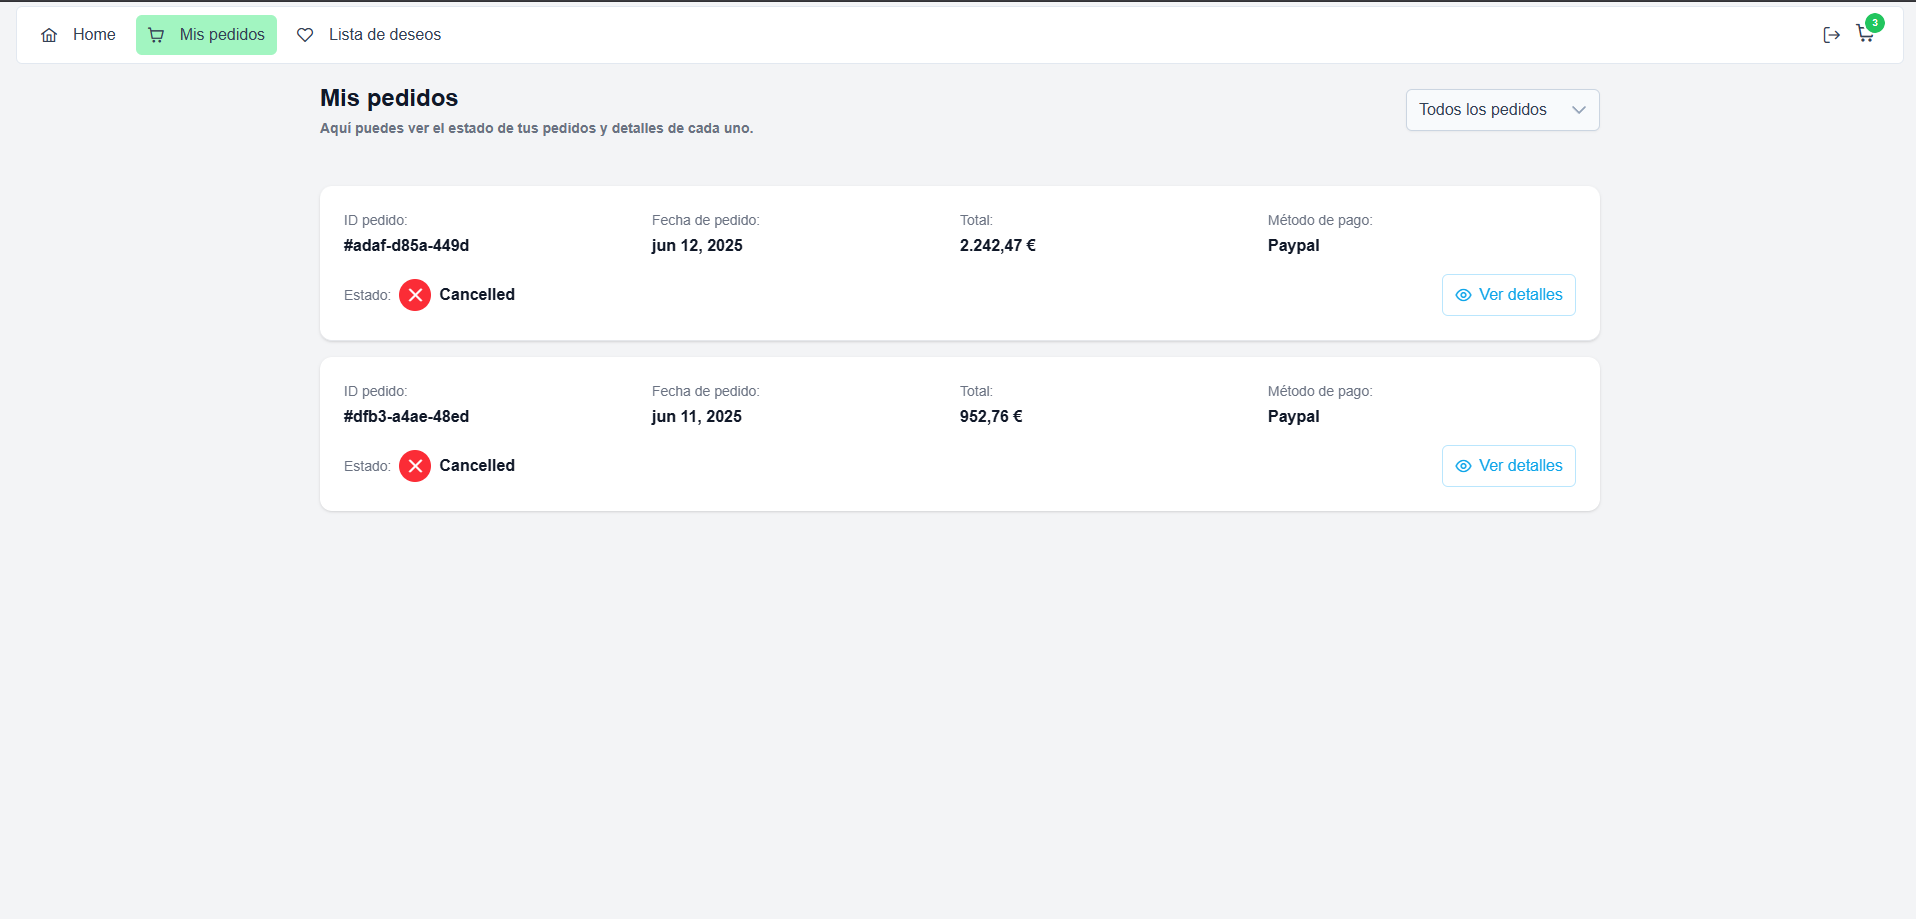 Home Mis pedidos Lista de deseos 3
Mis pedidos
Todos los pedidos
Aquí puedes ver el estado de tus pedidos y detalles de cada uno.
ID pedido: Fecha de pedido: Total: Método de pago:
#adaf-d85a-449d jun 12, 2025 2.242,47 € Paypal
Estado: Cancelled Ver detalles
ID pedido: Fecha de pedido: Total: Método de pago:
#dfb3-a4ae-48ed jun 11, 2025 952,76 € Paypal
Estado: Cancelled Ver detalles